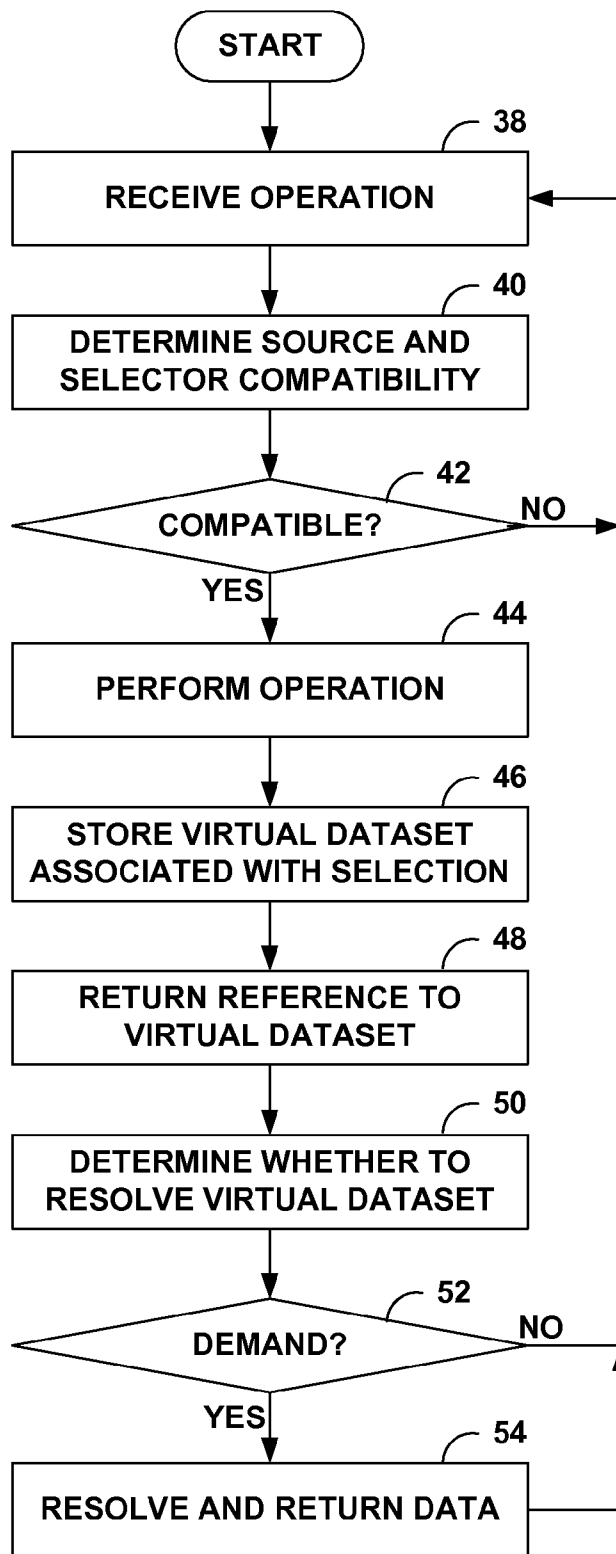 START
38
RECEIVE OPERATION
40
DETERMINE SOURCE AND
SELECTOR COMPATIBILITY
42
COMPATIBLE?
NO
YES
44
PERFORM OPERATION
46
STORE VIRTUAL DATASET
ASSOCIATED WITH SELECTION
48
RETURN REFERENCE TO
VIRTUAL DATASET
50
DETERMINE WHETHER TO
RESOLVE VIRTUAL DATASET
52
DEMAND?
NO
YES
54
RESOLVE AND RETURN DATA